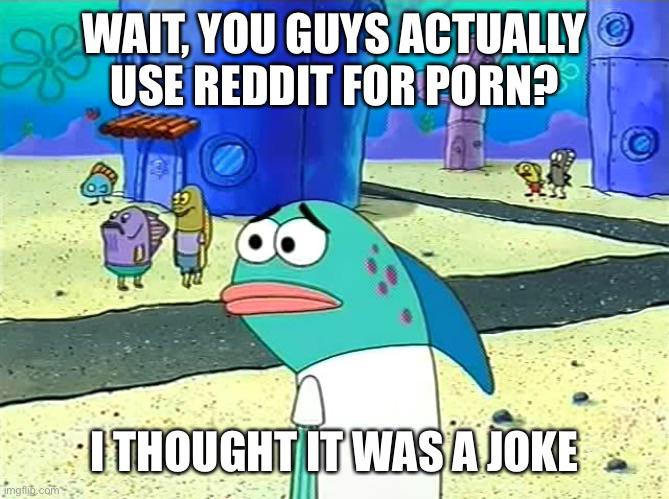 WAIT, YOU GUYS ACTUALLY
USE REDDIT FOR PORN?
I THOUGHT IT WAS A JOKE
imgflip.com